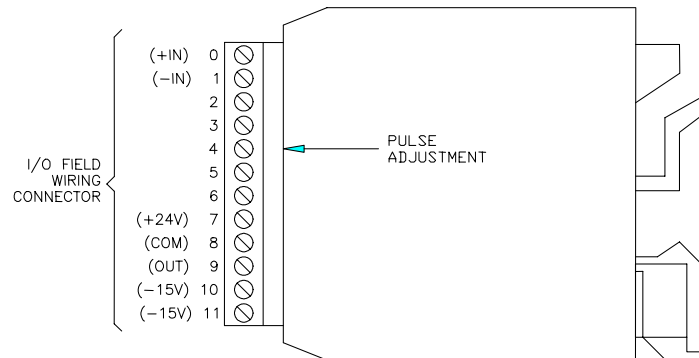 (+IN) 0
(-IN) 1
2
3
4
5
6
(+24V) 7
(COM) 8
(OUT) 9
(-15V) 10
(-15V) 11
I/O FIELD
WIRING
CONNECTOR
PULSE
ADJUSTMENT